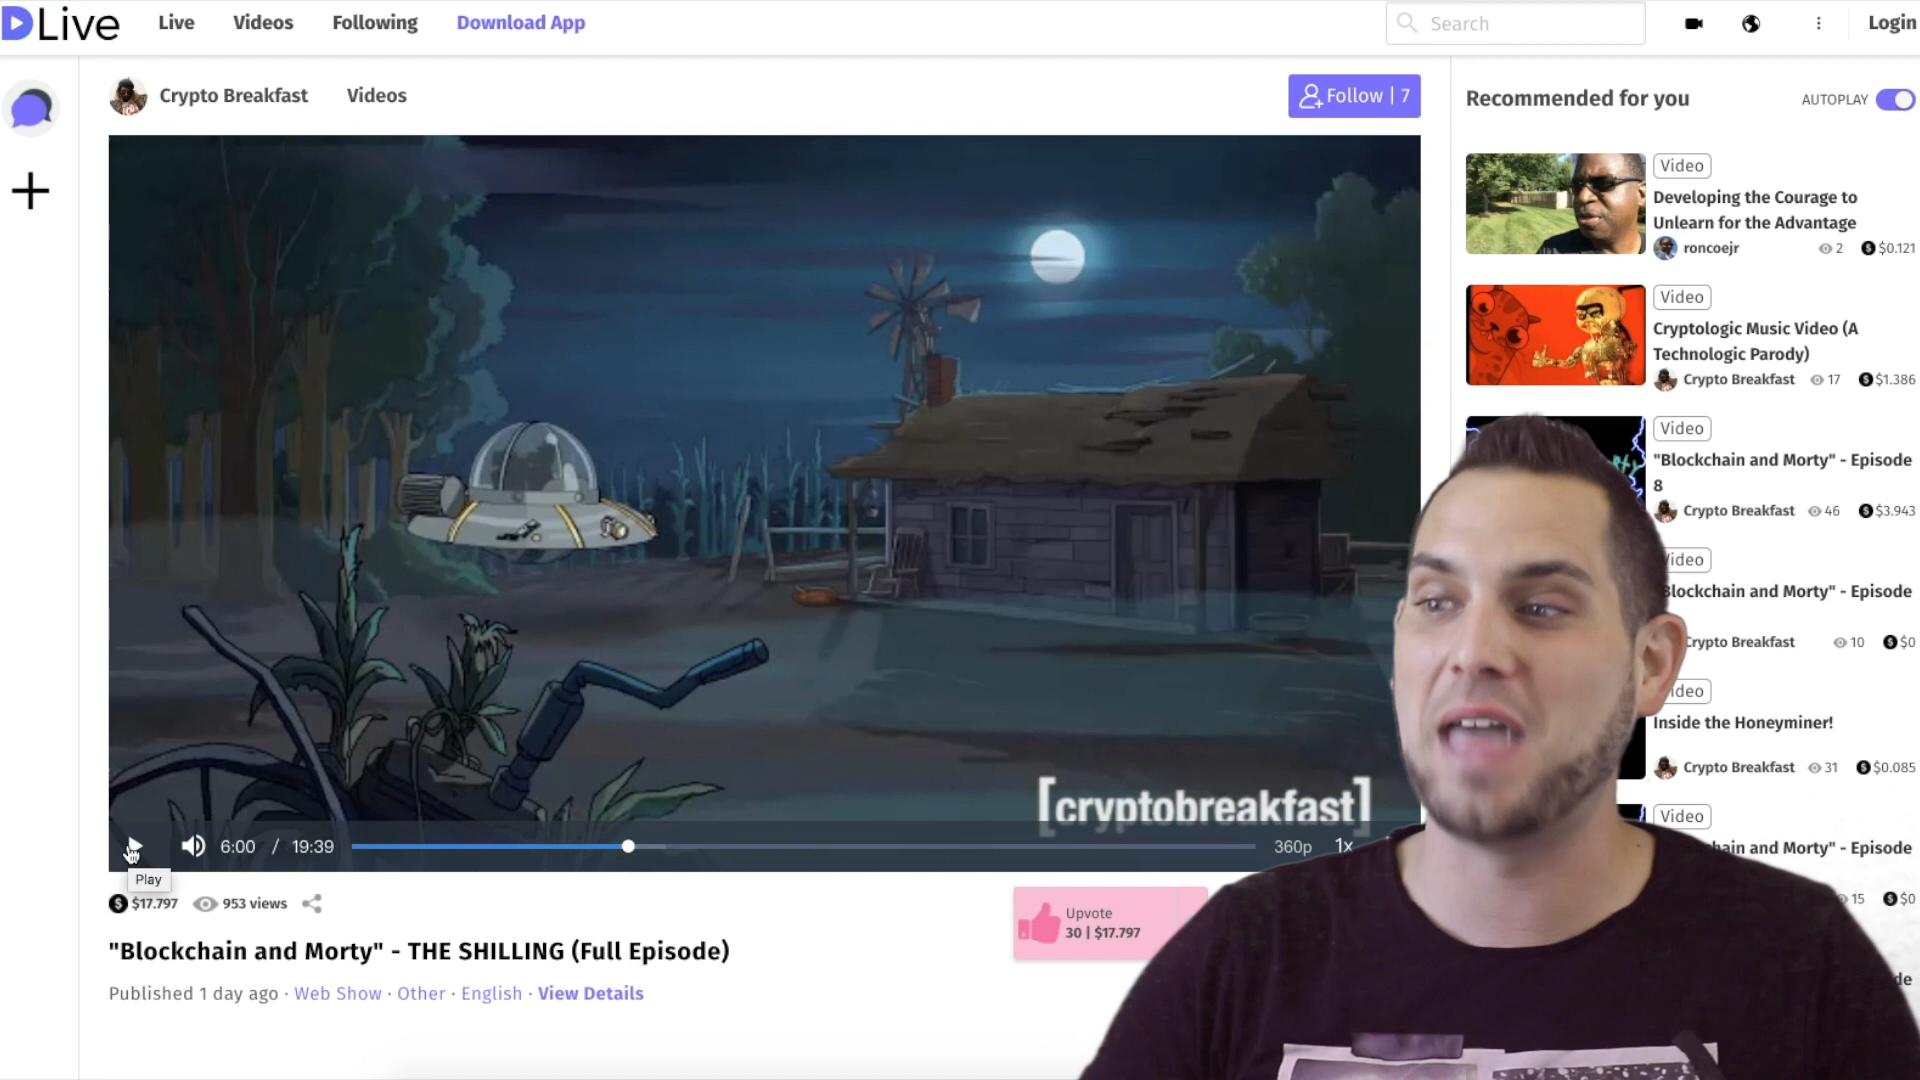 DLive
Live
Videos
Following
Download App
Search
Login
Crypto Breakfast
Videos
Follow | 7
[cryptobreakfast]
6:00 / 19:39
360p
1x
Play
$17.797
953 views
Upvote
30 | $17.797
"Blockchain and Morty" - THE SHILLING (Full Episode)
Published 1 day ago · Web Show · Other · English · View Details
Recommended for you
AUTOPLAY
Video
Developing the Courage to
Unlearn for the Advantage
roncoejr
2
$0.121
Video
Cryptologic Music Video (A
Technologic Parody)
Crypto Breakfast
17
$1.386
Video
"Blockchain and Morty" - Episode
8
Crypto Breakfast
46
$3.943
Video
Blockchain and Morty" - Episode
Crypto Breakfast
10
$0
Inside the Honeyminer!
Crypto Breakfast
31
$0.085
Video
and Morty" - Episode
15
$0